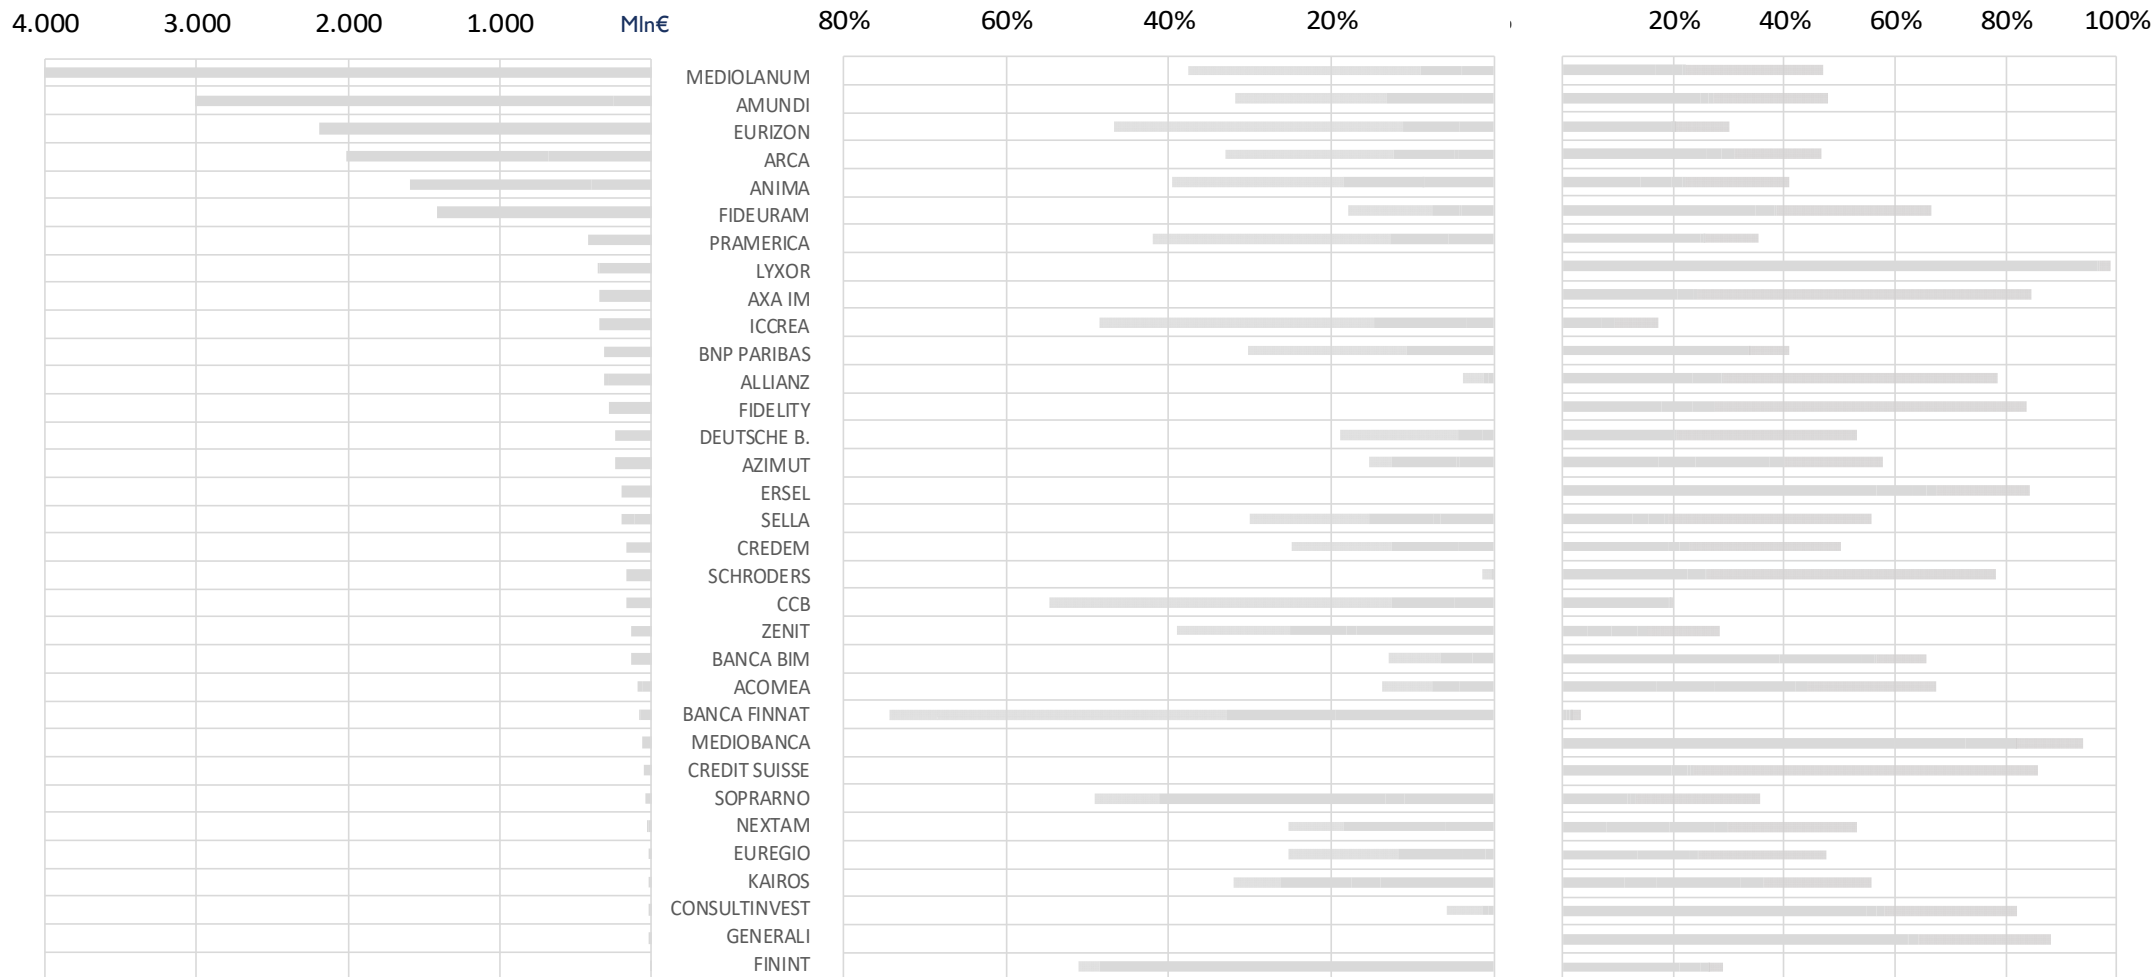 4.000 3.000 2.000 1.000 Mln€ 80% 60% 40% 20% 20% 40% 60% 80% 100%
MEDIOLANUM
AMUNDI
EURIZON
ARCA
ANIMA
FIDEURAM
PRAMERICA
LYXOR
AXA IM
ICCREA
BNP PARIBAS
ALLIANZ
FIDELITY
DEUTSCHE B.
AZIMUT
ERSEL
SELLA
CREDEM
SCHRODERS
CCB
ZENIT
BANCA BIM
ACOMEA
BANCA FINNAT
MEDIOBANCA
CREDIT SUISSE
SOPRARNO
NEXTAM
EUREGIO
KAIROS
CONSULTINVEST
GENERALI
FININT